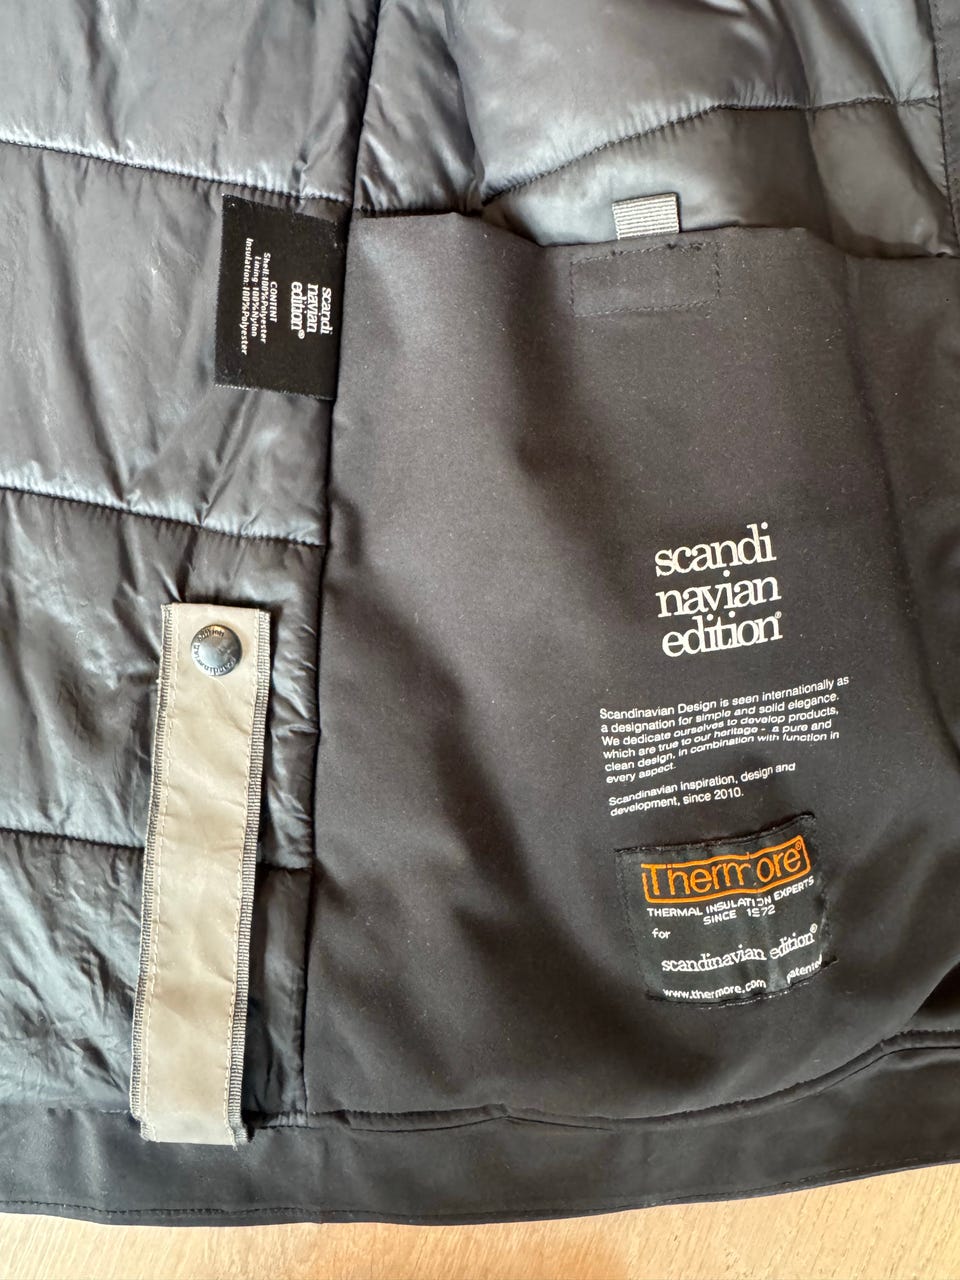 scandi
navian
edition®
CONTENT
Shell:100%Polyester
Lining 100%Nylon
Insulation:100%Polyester
scandi
navian
edition®
Scandinavian Design is seen internationally as
a designation for simple and solid elegance.
We dedicate ourselves to develop products,
which are true to our heritage - a pure and
clean design, in combination with function in
every aspect.
Scandinavian inspiration, design and
development, since 2010.
Thermore®
THERMAL INSULATION EXPERTS
SINCE 1972
for
scandinavian edition®
www.thermore.com patented
scandinavian edition